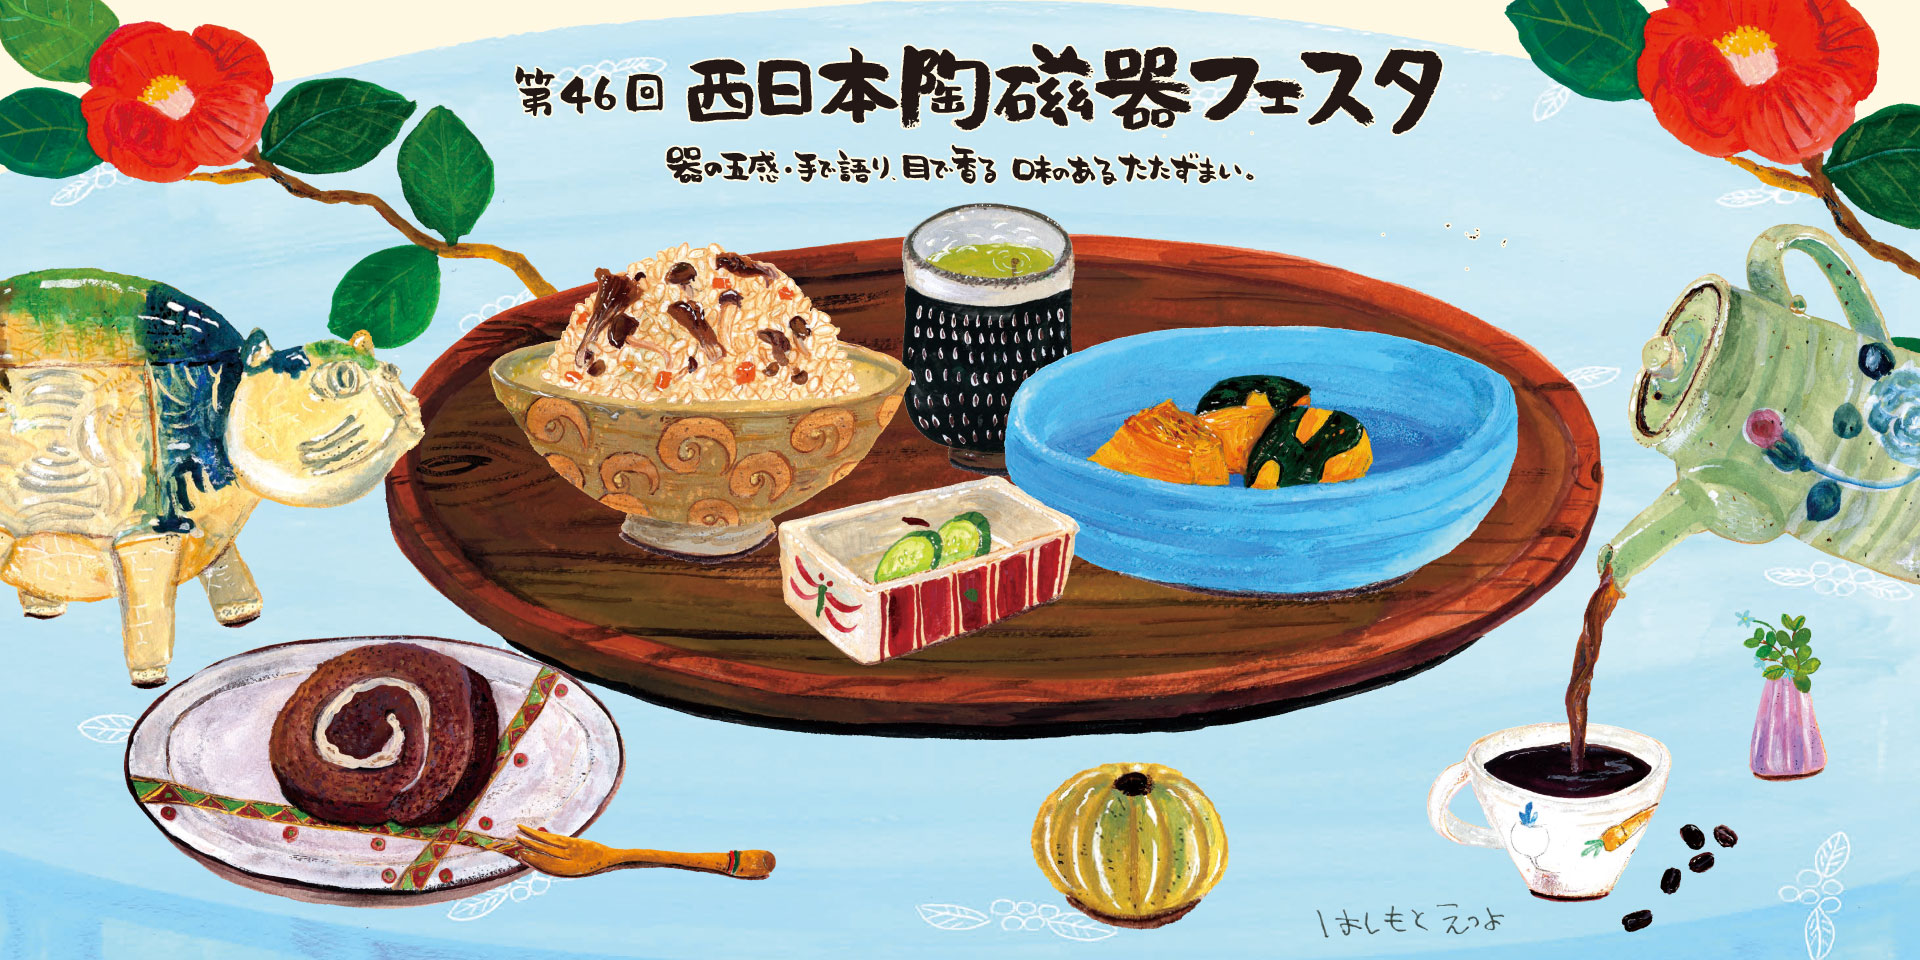 第46回 西日本陶磁器フェスタ
器の五感・手で語り、目で香る 味のあるたたずまい。
はしもと えつよ